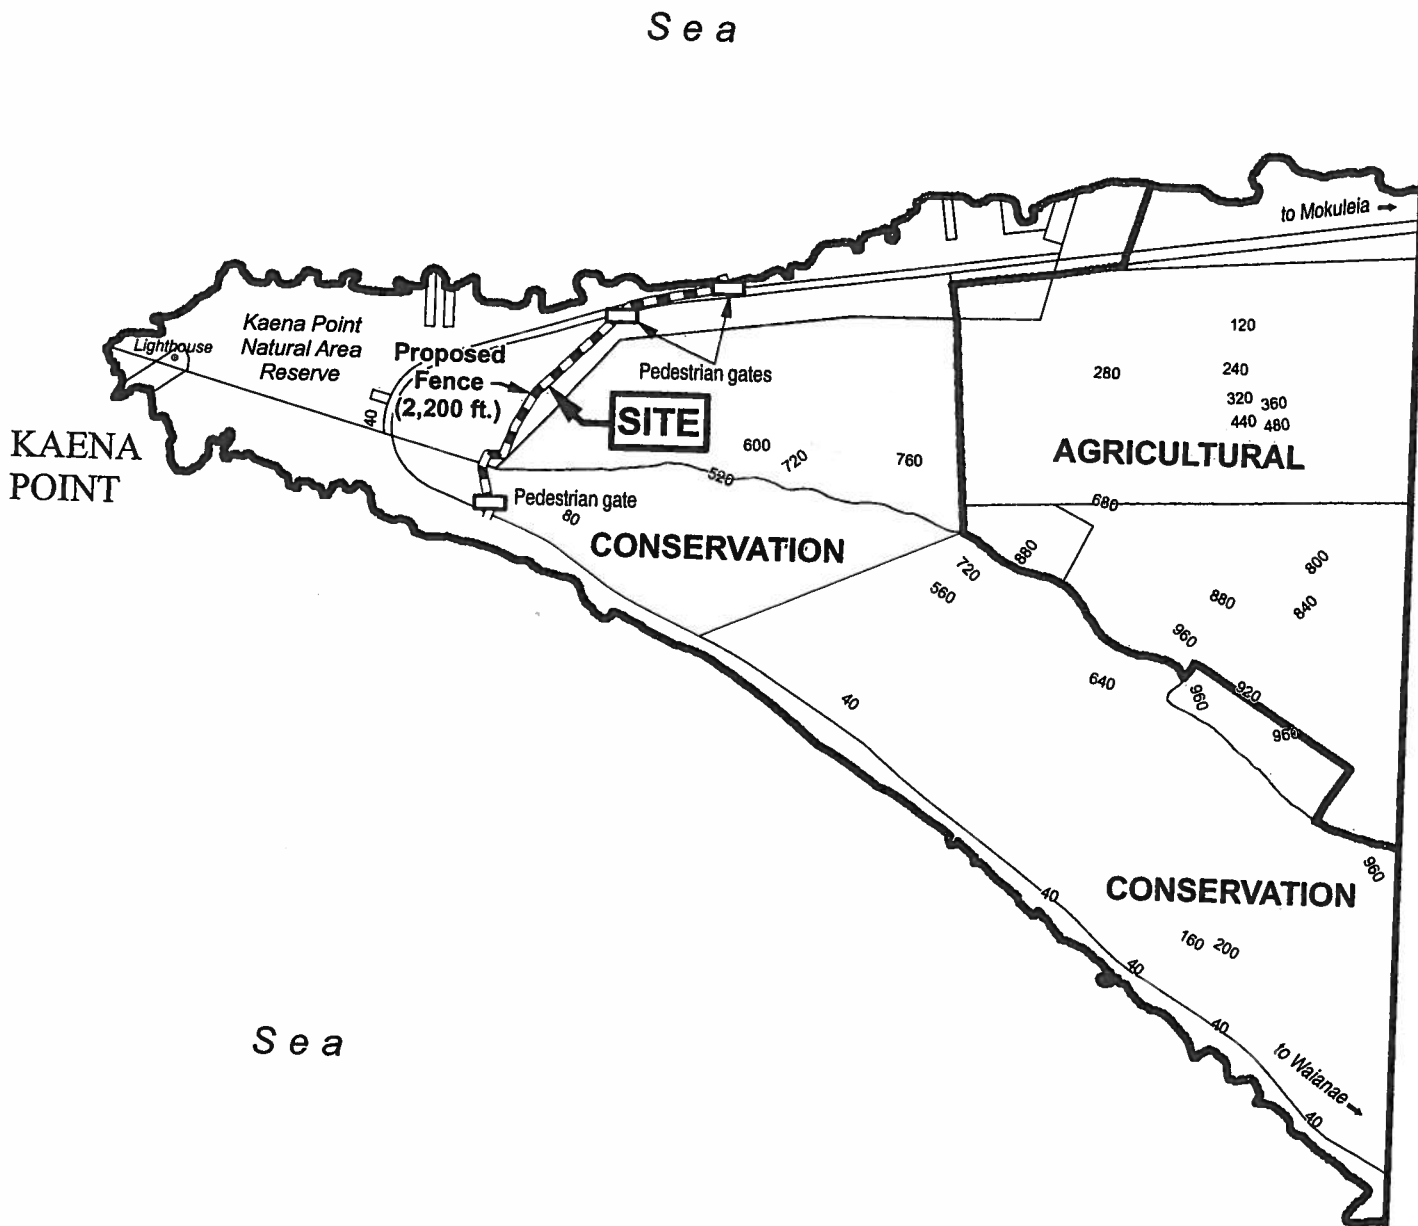 Sea
to Mokuleia
Kaena Point
Natural Area
Reserve
Lighthouse
Proposed
Fence
(2,200 ft.)
Pedestrian gates
SITE
KAENA
POINT
40
120
280
240
320 360
440 480
AGRICULTURAL
600
720
760
520
680
Pedestrian gate
80
CONSERVATION
720
560
880
800
880
840
960
640
960
920
960
40
960
CONSERVATION
40
160 200
40
40
Sea
to Waianae
40